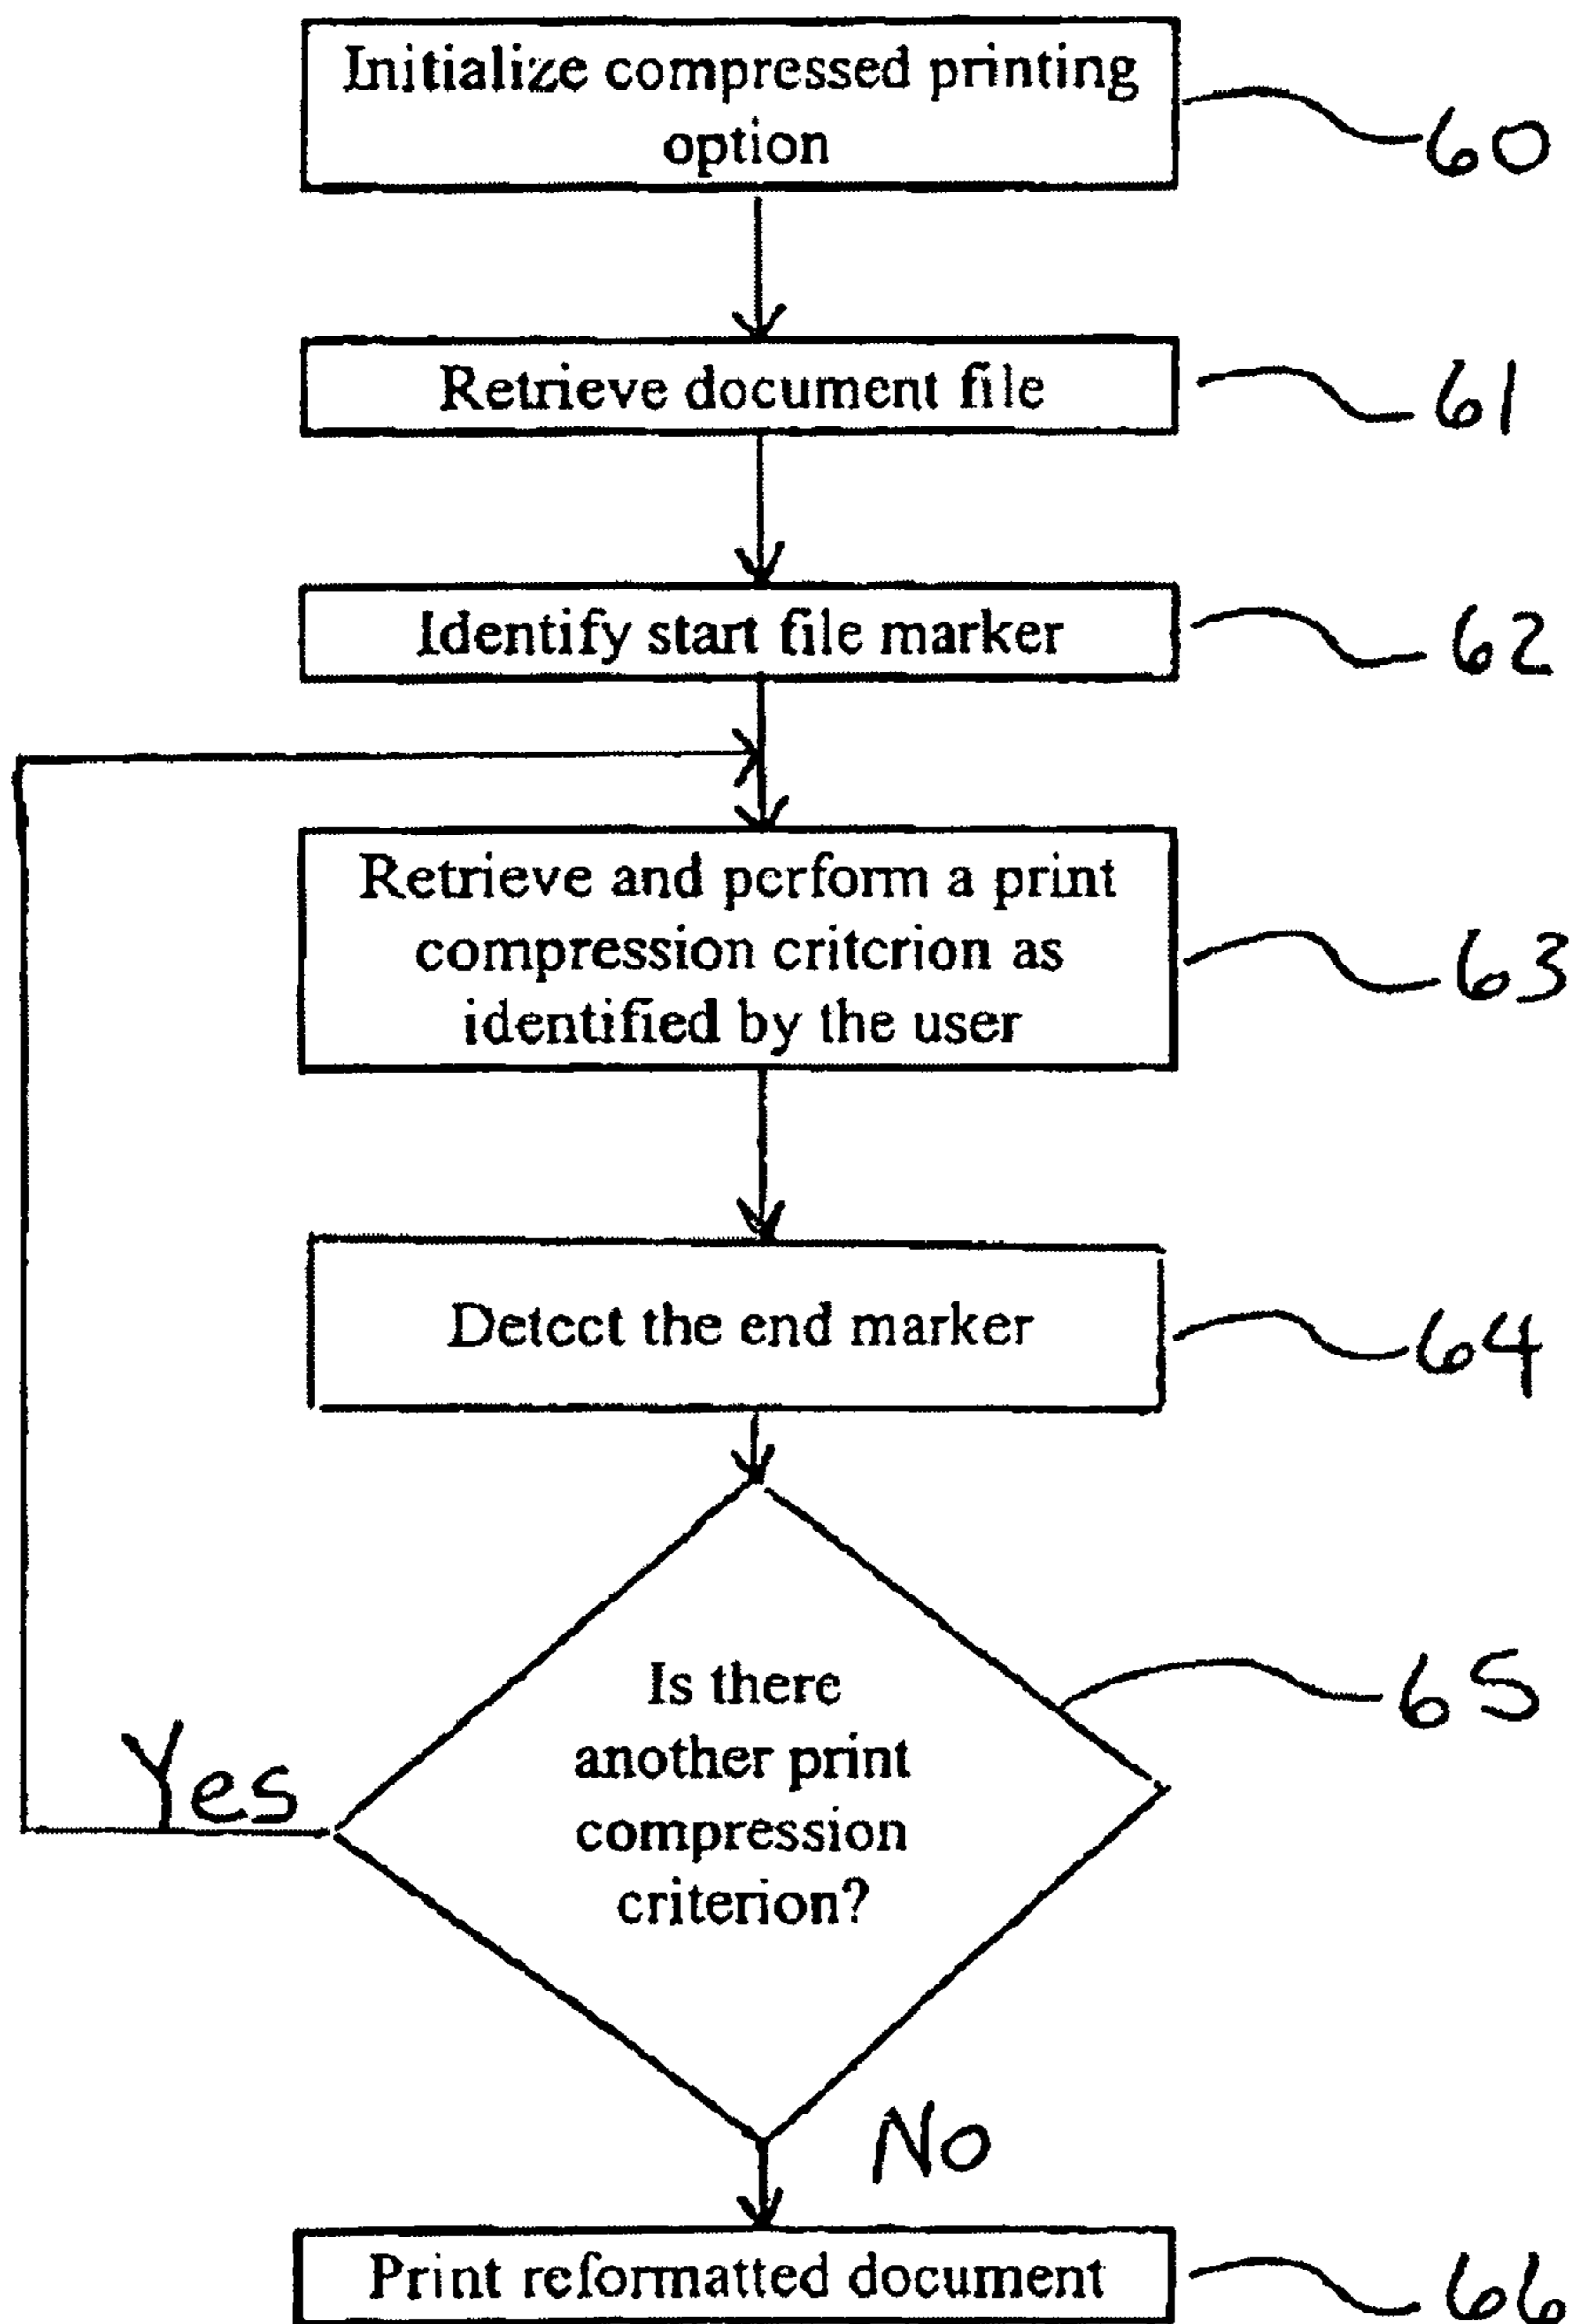 Initialize compressed printing
option
60
Retrieve document file
61
Identify start file marker
62
Retrieve and perform a print
compression criterion as
identified by the user
63
Detect the end marker
64
Is there
another print
compression
criterion?
65
Yes
No
Print reformatted document
66